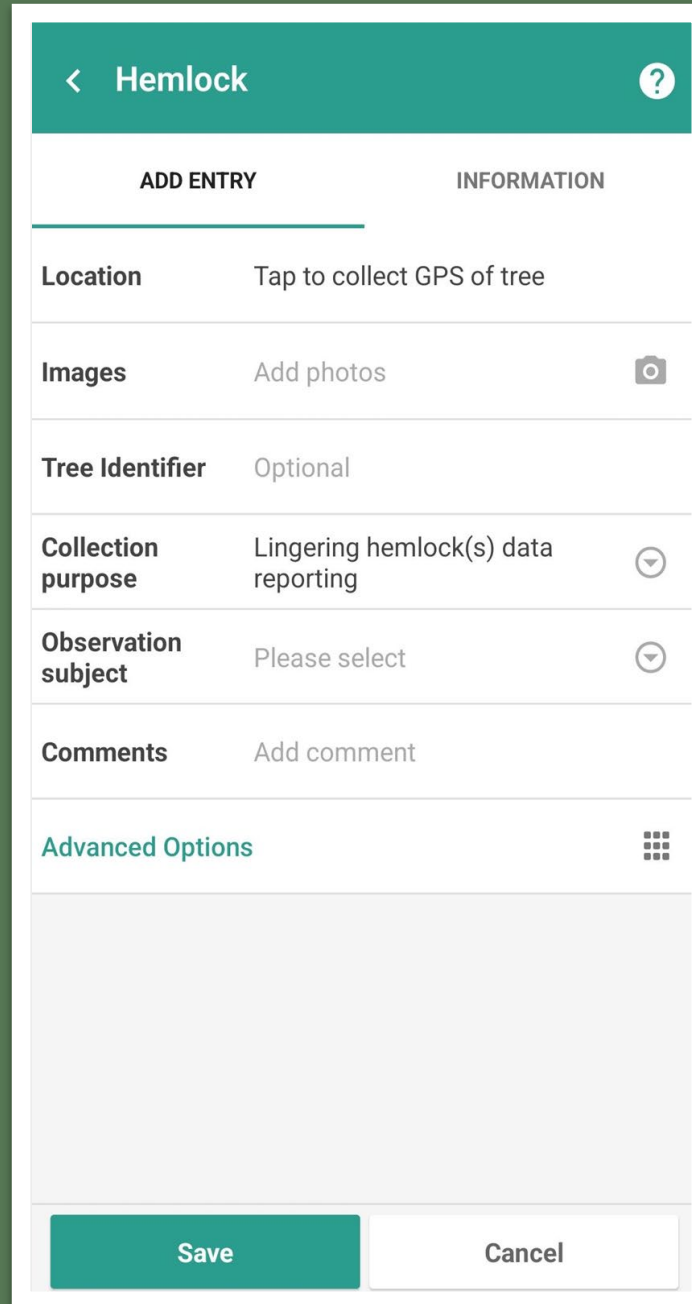 Hemlock
?
ADD ENTRY
INFORMATION
Location
Tap to collect GPS of tree
Images
Add photos
Tree Identifier
Optional
Collection
purpose
Lingering hemlock(s) data
reporting
Observation
subject
Please select
Comments
Add comment
Advanced Options
Save
Cancel